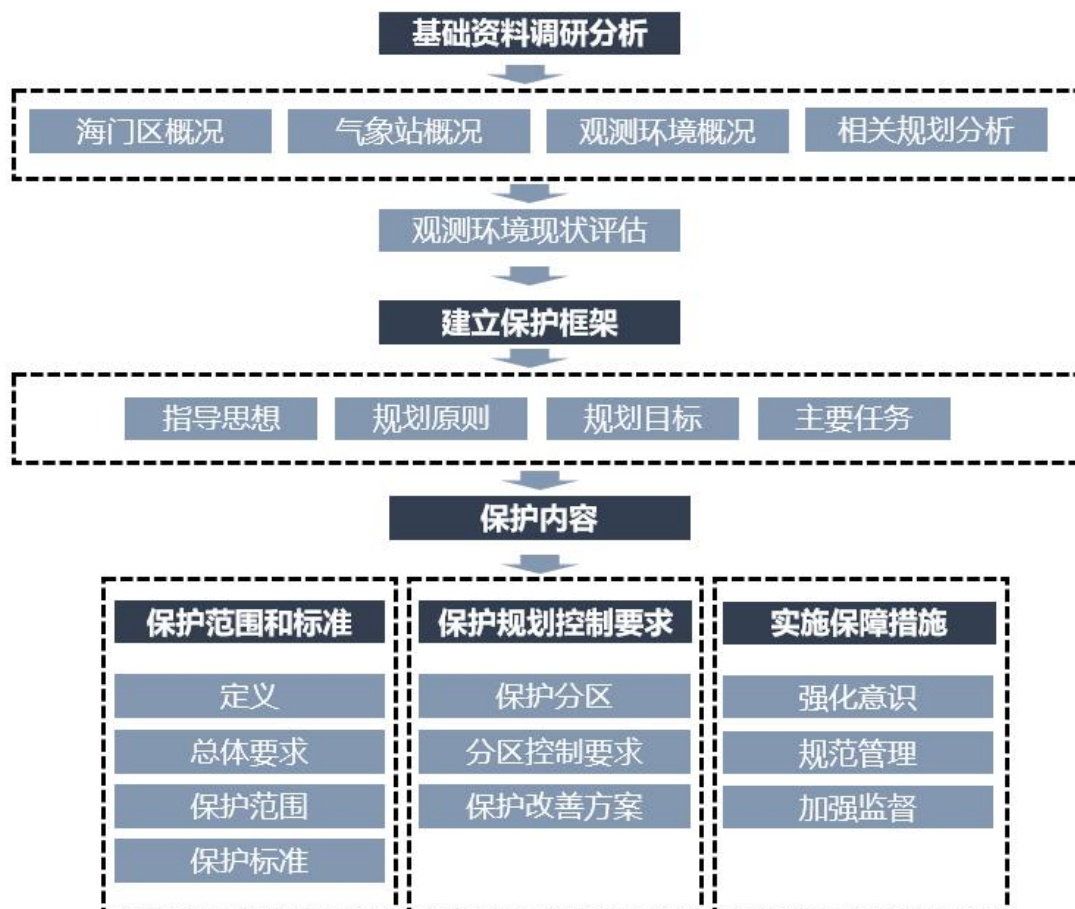 基础资料调研分析
海门区概况 气象站概况 观测环境概况 相关规划分析
观测环境现状评估
建立保护框架
指导思想 规划原则 规划目标 主要任务
保护内容
保护范围和标准
定义
总体要求
保护范围
保护标准
保护规划控制要求
保护分区
分区控制要求
保护改善方案
实施保障措施
强化意识
规范管理
加强监督